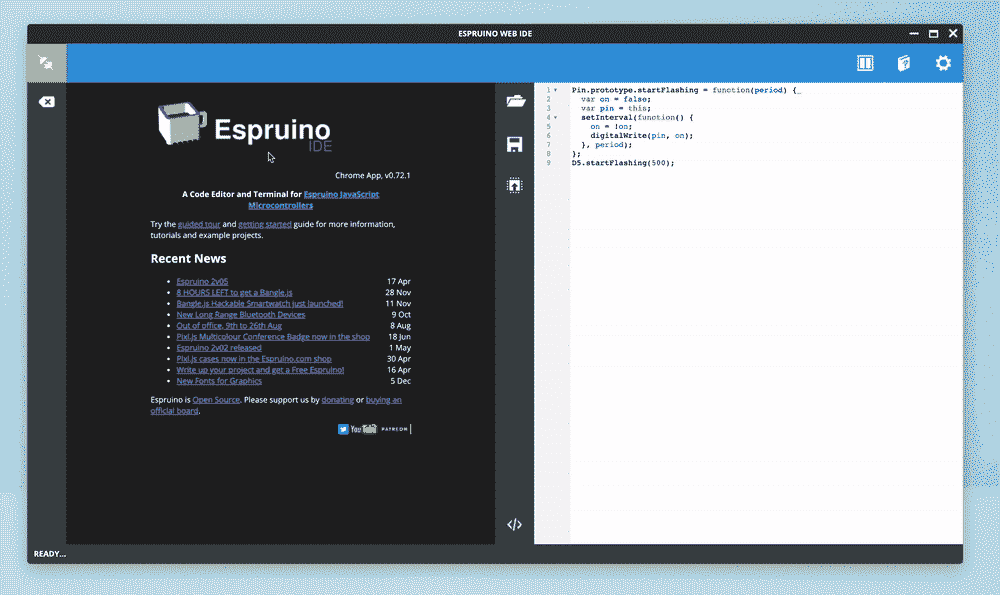 ESPRUINO WEB IDE
Espruino
IDE
Chrome App, v0.72.1
A Code Editor and Terminal for Espruino JavaScript
Microcontrollers
Try the guided tour and getting started guide for more information,
tutorials and example projects.
Recent News
Espruino 2v05 17 Apr
8 HOURS LEFT to get a Bangle.js 28 Nov
Bangle.js Hackable Smartwatch just launched! 11 Nov
New Long Range Bluetooth Devices 9 Oct
Out of office, 9th to 26th Aug 8 Aug
Pixl.js Multicolour Conference Badge now in the shop 18 Jun
Espruino 2v02 released 1 May
Pixl.js cases now in the Espruino.com shop 30 Apr
Write up your project and get a Free Espruino! 16 Apr
New Fonts for Graphics 5 Dec
Espruino is Open Source. Please support us by donating or buying an
official board.
YouTube PATREON
READY...
1 Pin.prototype.startFlashing = function(period) {
2 var on = false;
3 var pin = this;
4 setInterval(function() {
5 on = !on;
6 digitalWrite(pin, on);
7 }, period);
8 };
9 D5.startFlashing(500);